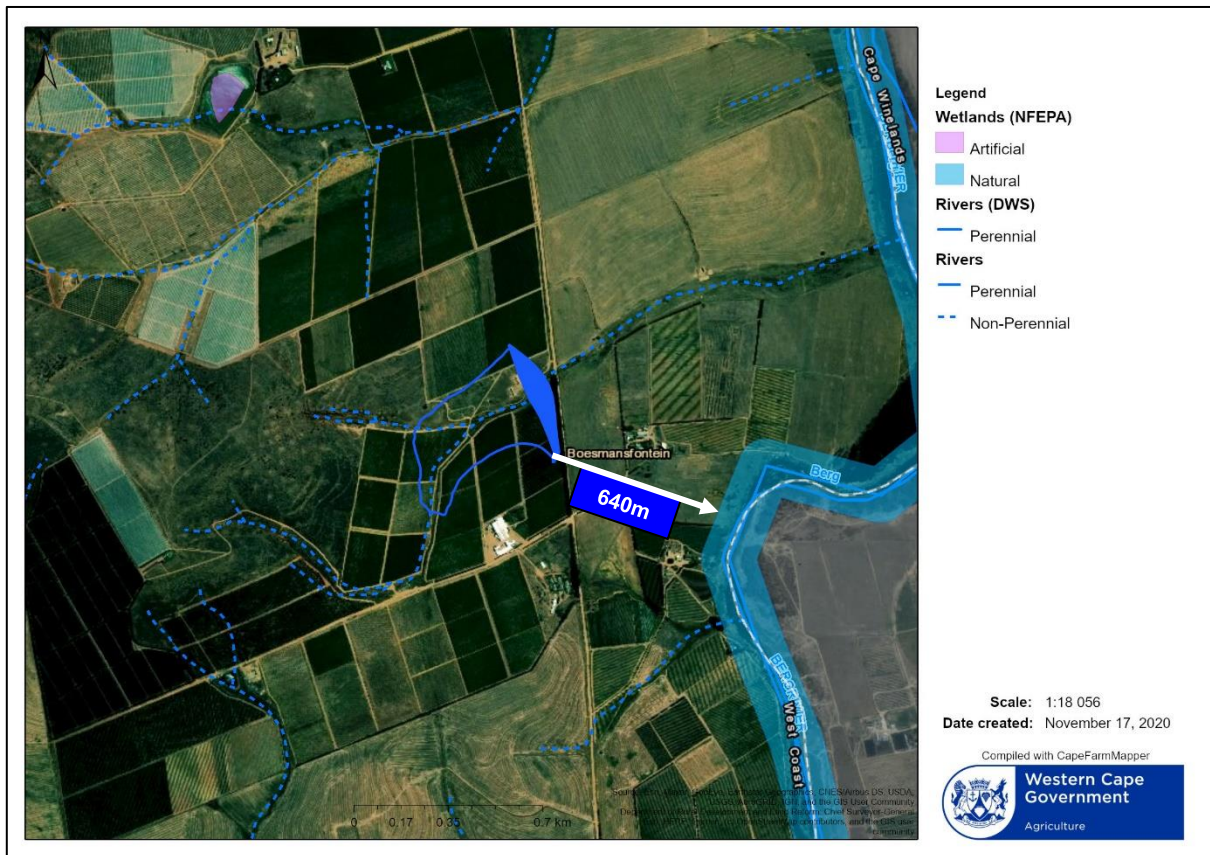 Cape Winelands
Boesmansfontein
640m
Berg
West Coast
0 0.17 0.35 0.7 km
community
Legend
Wetlands (NFEPA)
Artificial
Natural
Rivers (DWS)
Perennial
Rivers
Perennial
Non-Perennial
Scale: 1:18 056
Date created: November 17, 2020
Compiled with CapeFarmMapper
Western Cape
Government
Agriculture